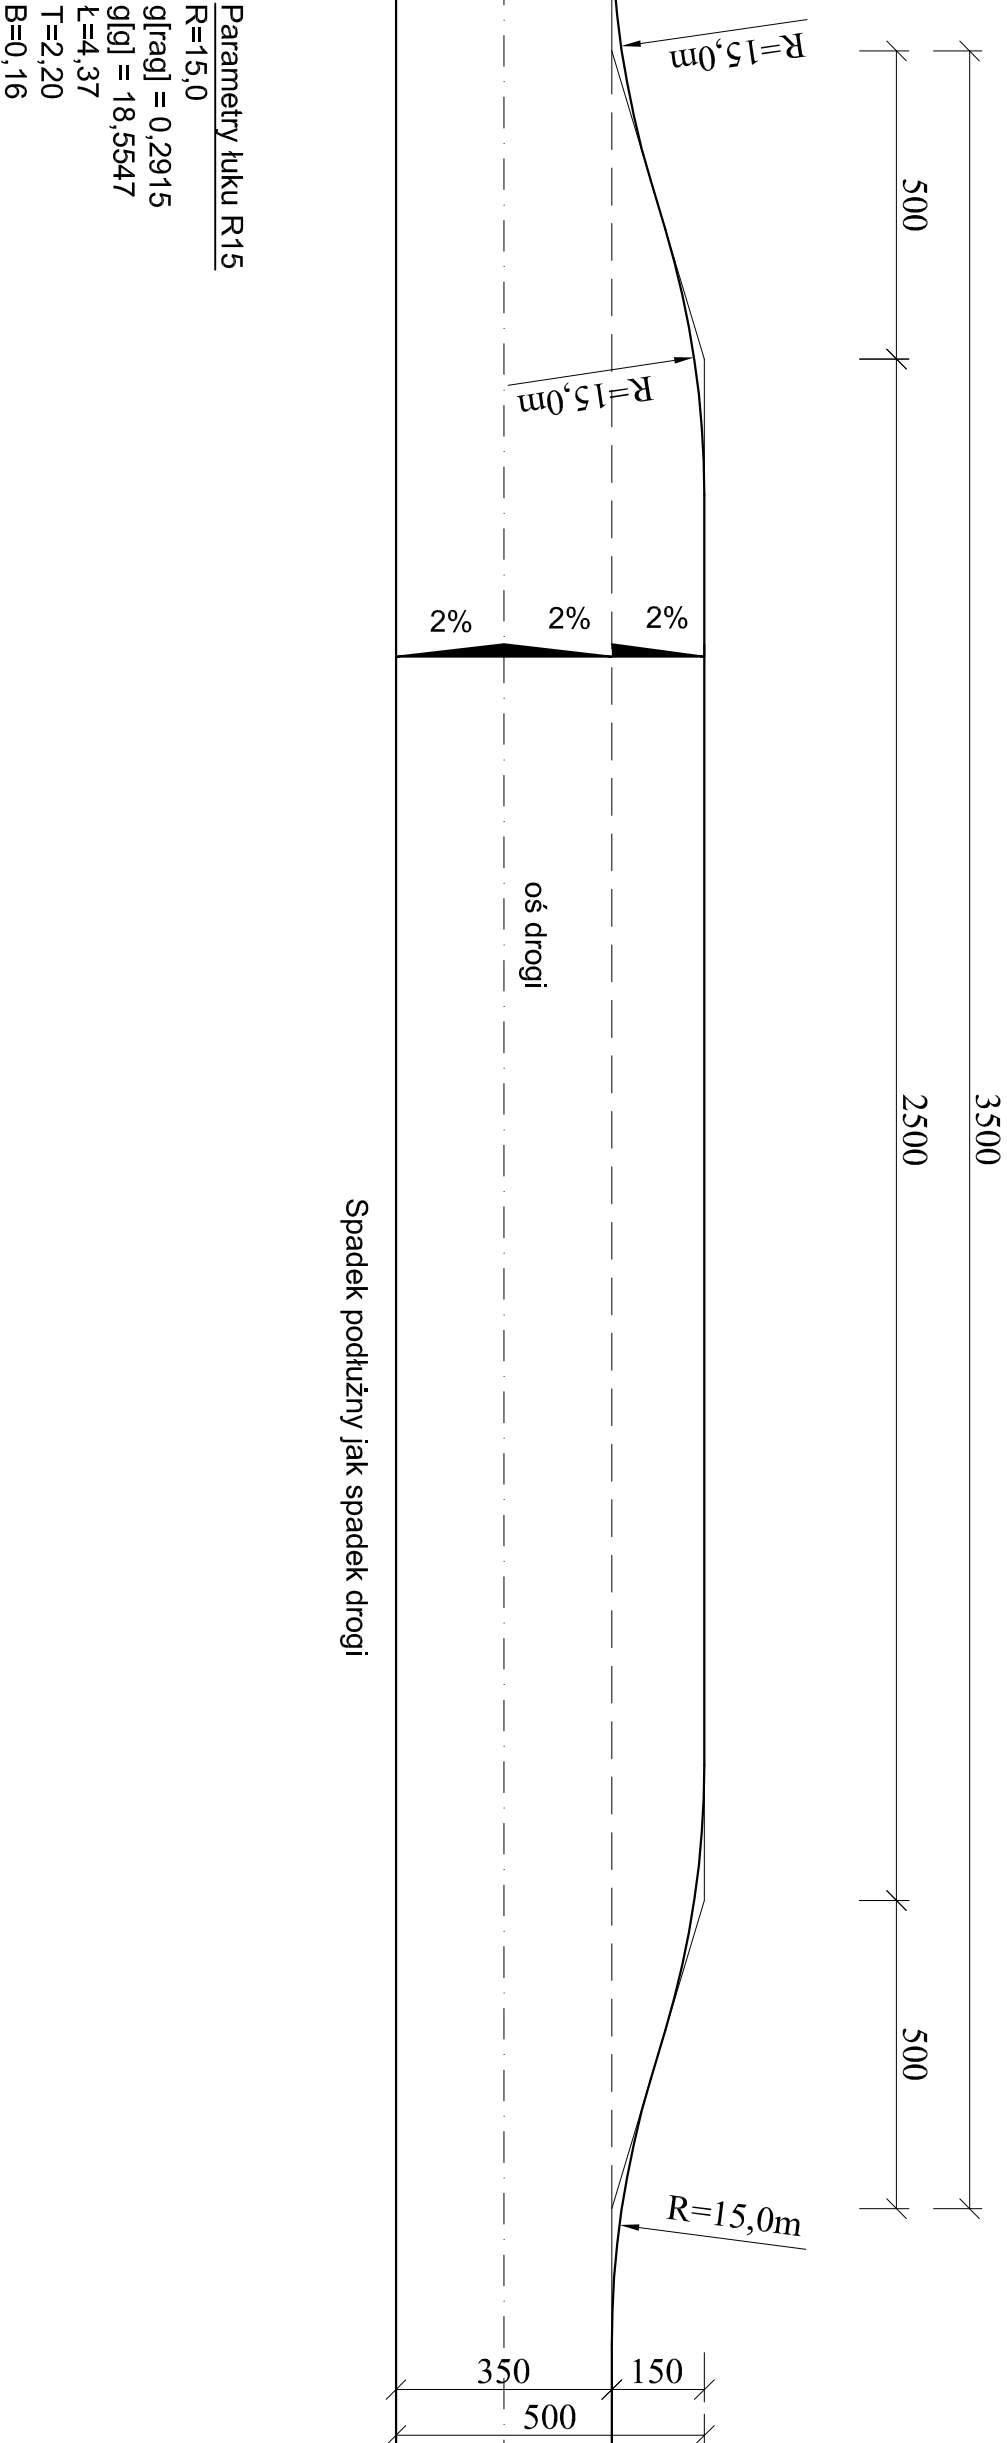 3500
500
2500
500
R=15,0m
R=15,0m
R=15,0m
2%
2%
2%
oś drogi
Spadek podłużny jak spadek drogi
350
150
500
Parametry łuku R15
R=15,0
g[rag] = 0,2915
g[g] = 18,5547
Ł=4,37
T=2,20
B=0,16